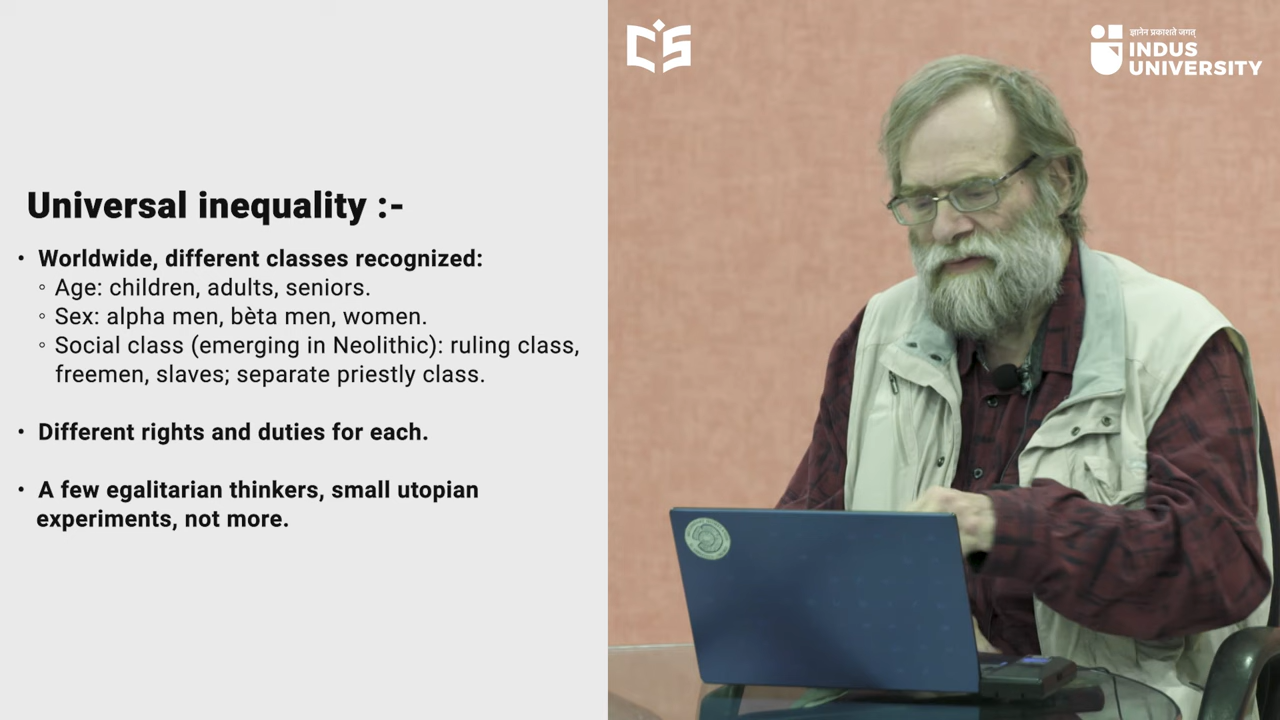 Universal inequality :-
• Worldwide, different classes recognized:
◦ Age: children, adults, seniors.
◦ Sex: alpha men, bèta men, women.
◦ Social class (emerging in Neolithic): ruling class,
freemen, slaves; separate priestly class.
• Different rights and duties for each.
• A few egalitarian thinkers, small utopian
experiments, not more.
CIS
ज्ञानेन प्रकाशते जगत्
INDUS
UNIVERSITY